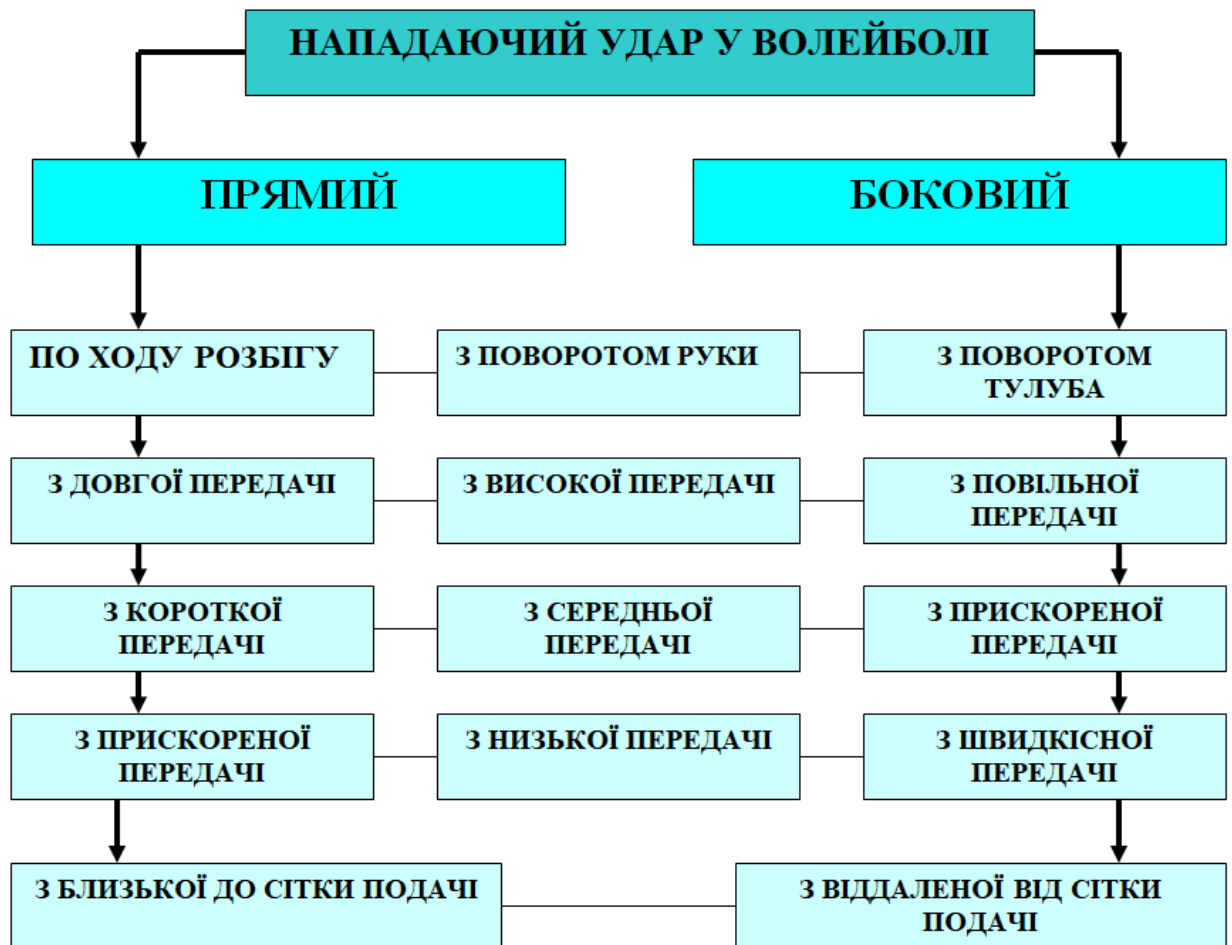 НАПАДАЮЧИЙ УДАР У ВОЛЕЙБОЛІ
ПРЯМИЙ
БОКОВИЙ
ПО ХОДУ РОЗБІГУ
З ПОВОРОТОМ РУКИ
З ПОВОРОТОМ
ТУЛУБА
З ДОВГОЇ ПЕРЕДАЧІ
З ВИСОКОЇ ПЕРЕДАЧІ
З ПОВІЛЬНОЇ
ПЕРЕДАЧІ
З КОРОТКОЇ
ПЕРЕДАЧІ
З СЕРЕДНЬОЇ
ПЕРЕДАЧІ
З ПРИСКОРЕНОЇ
ПЕРЕДАЧІ
З ПРИСКОРЕНОЇ
ПЕРЕДАЧІ
З НИЗЬКОЇ ПЕРЕДАЧІ
З ШВИДКІСНОЇ
ПЕРЕДАЧІ
З БЛИЗЬКОЇ ДО СІТКИ ПОДАЧІ
З ВІДДАЛЕНОЇ ВІД СІТКИ
ПОДАЧІ